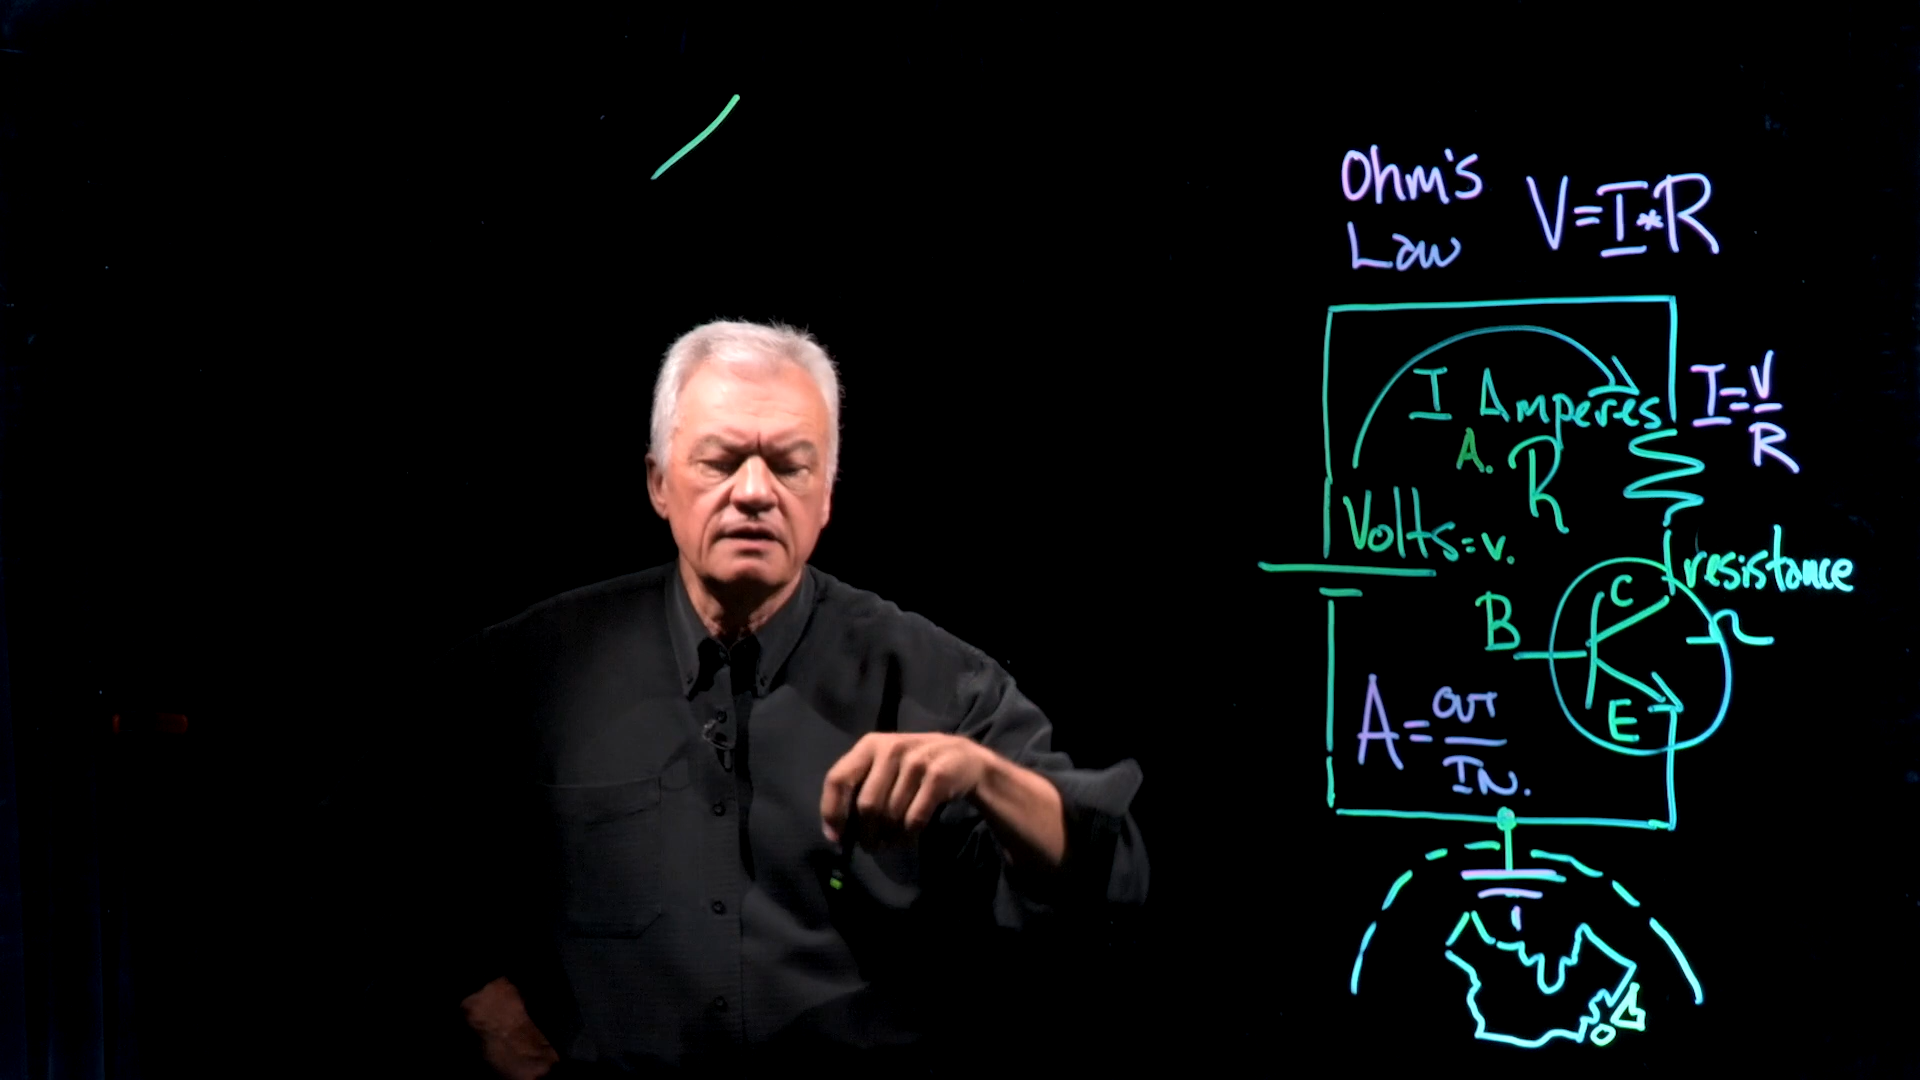 Ohm's
Law
V=I*R
I Amperes
A.
R
I=V/R
Volts=v.
resistance
Ω
B
C
E
A=OUT/IN.